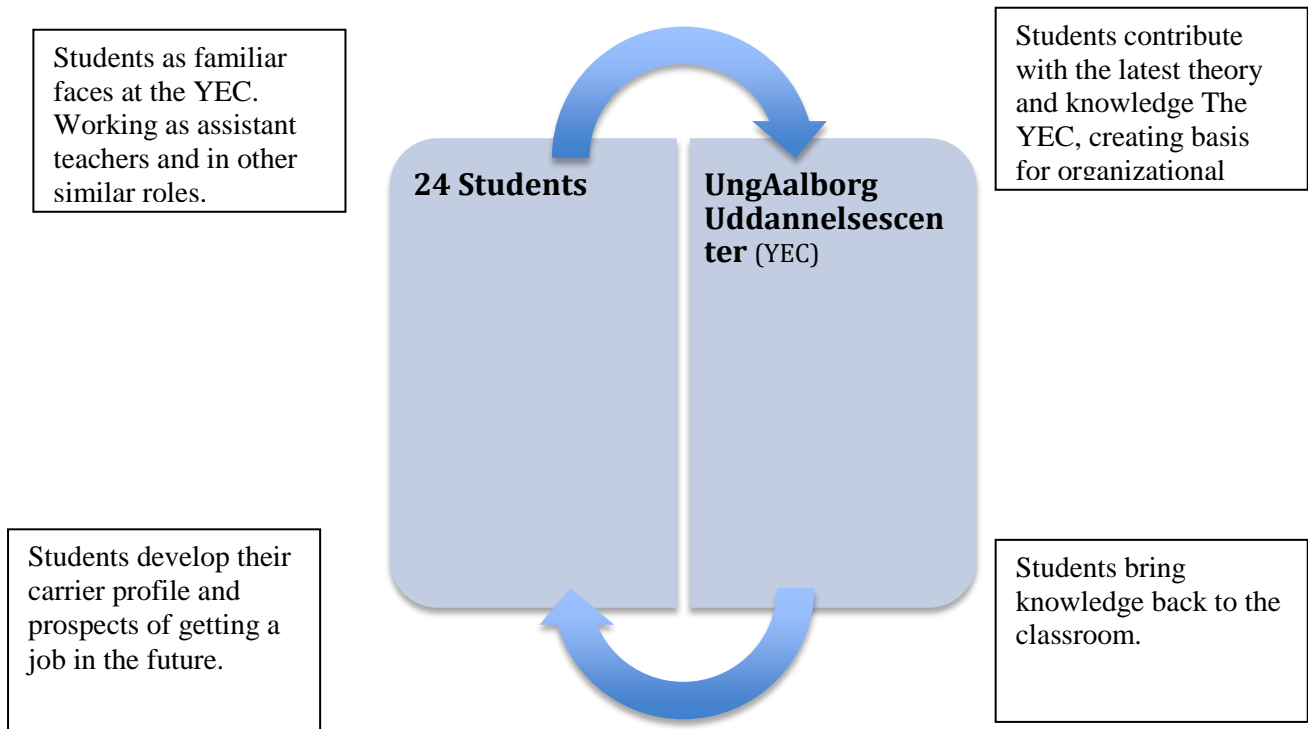 Students as familiar
faces at the YEC.
Working as assistant
teachers and in other
similar roles.
Students contribute
with the latest theory
and knowledge The
YEC, creating basis
for organizational
24 Students
UngAalborg
Uddannelsescen
ter (YEC)
Students develop their
carrier profile and
prospects of getting a
job in the future.
Students bring
knowledge back to the
classroom.